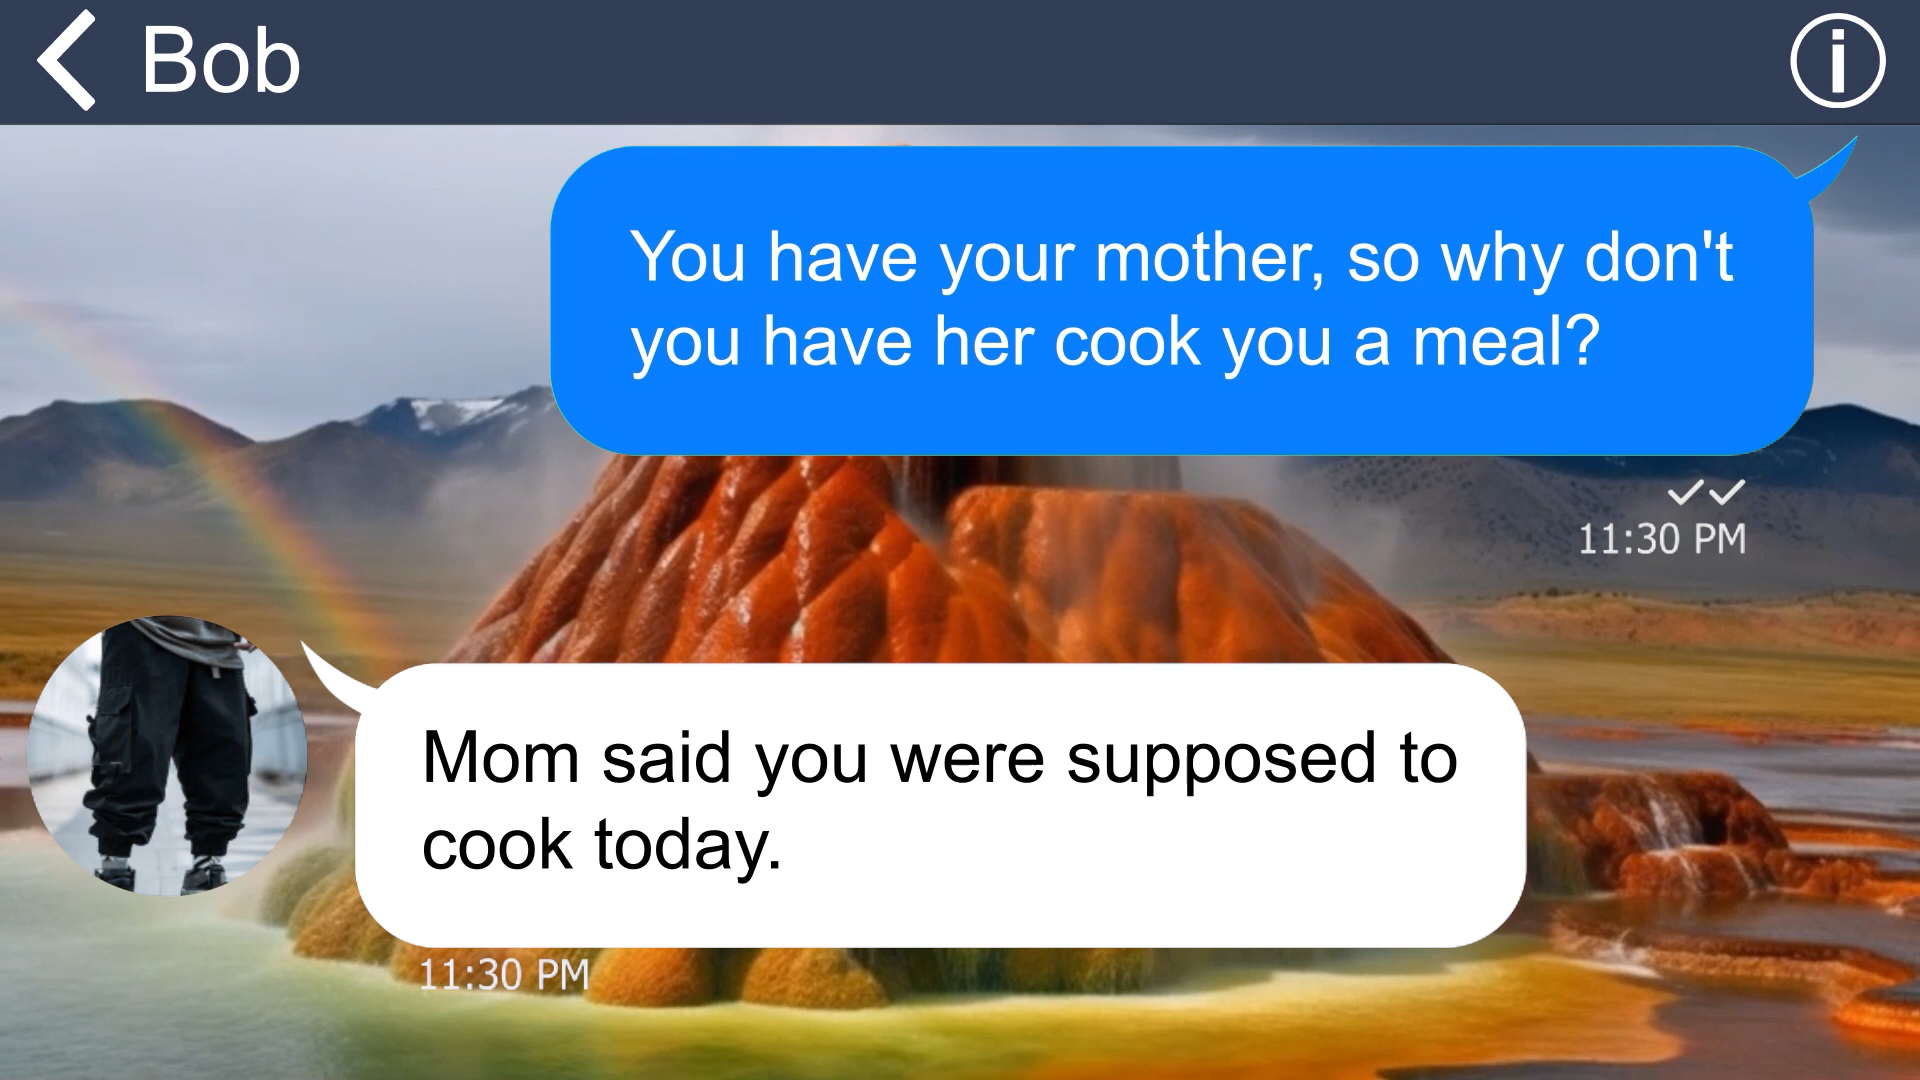 Bob
You have your mother, so why don't
you have her cook you a meal?
11:30 PM
Mom said you were supposed to
cook today.
11:30 PM